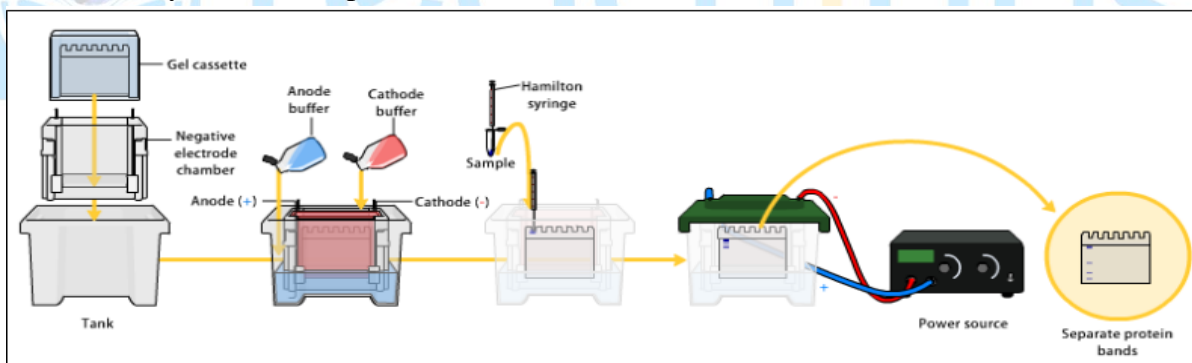 Gel cassette
Negative
electrode
chamber
Tank
Anode
buffer
Cathode
buffer
Anode (+)
Cathode (-)
Hamilton
syringe
Sample
-
+
Power source
Separate protein
bands